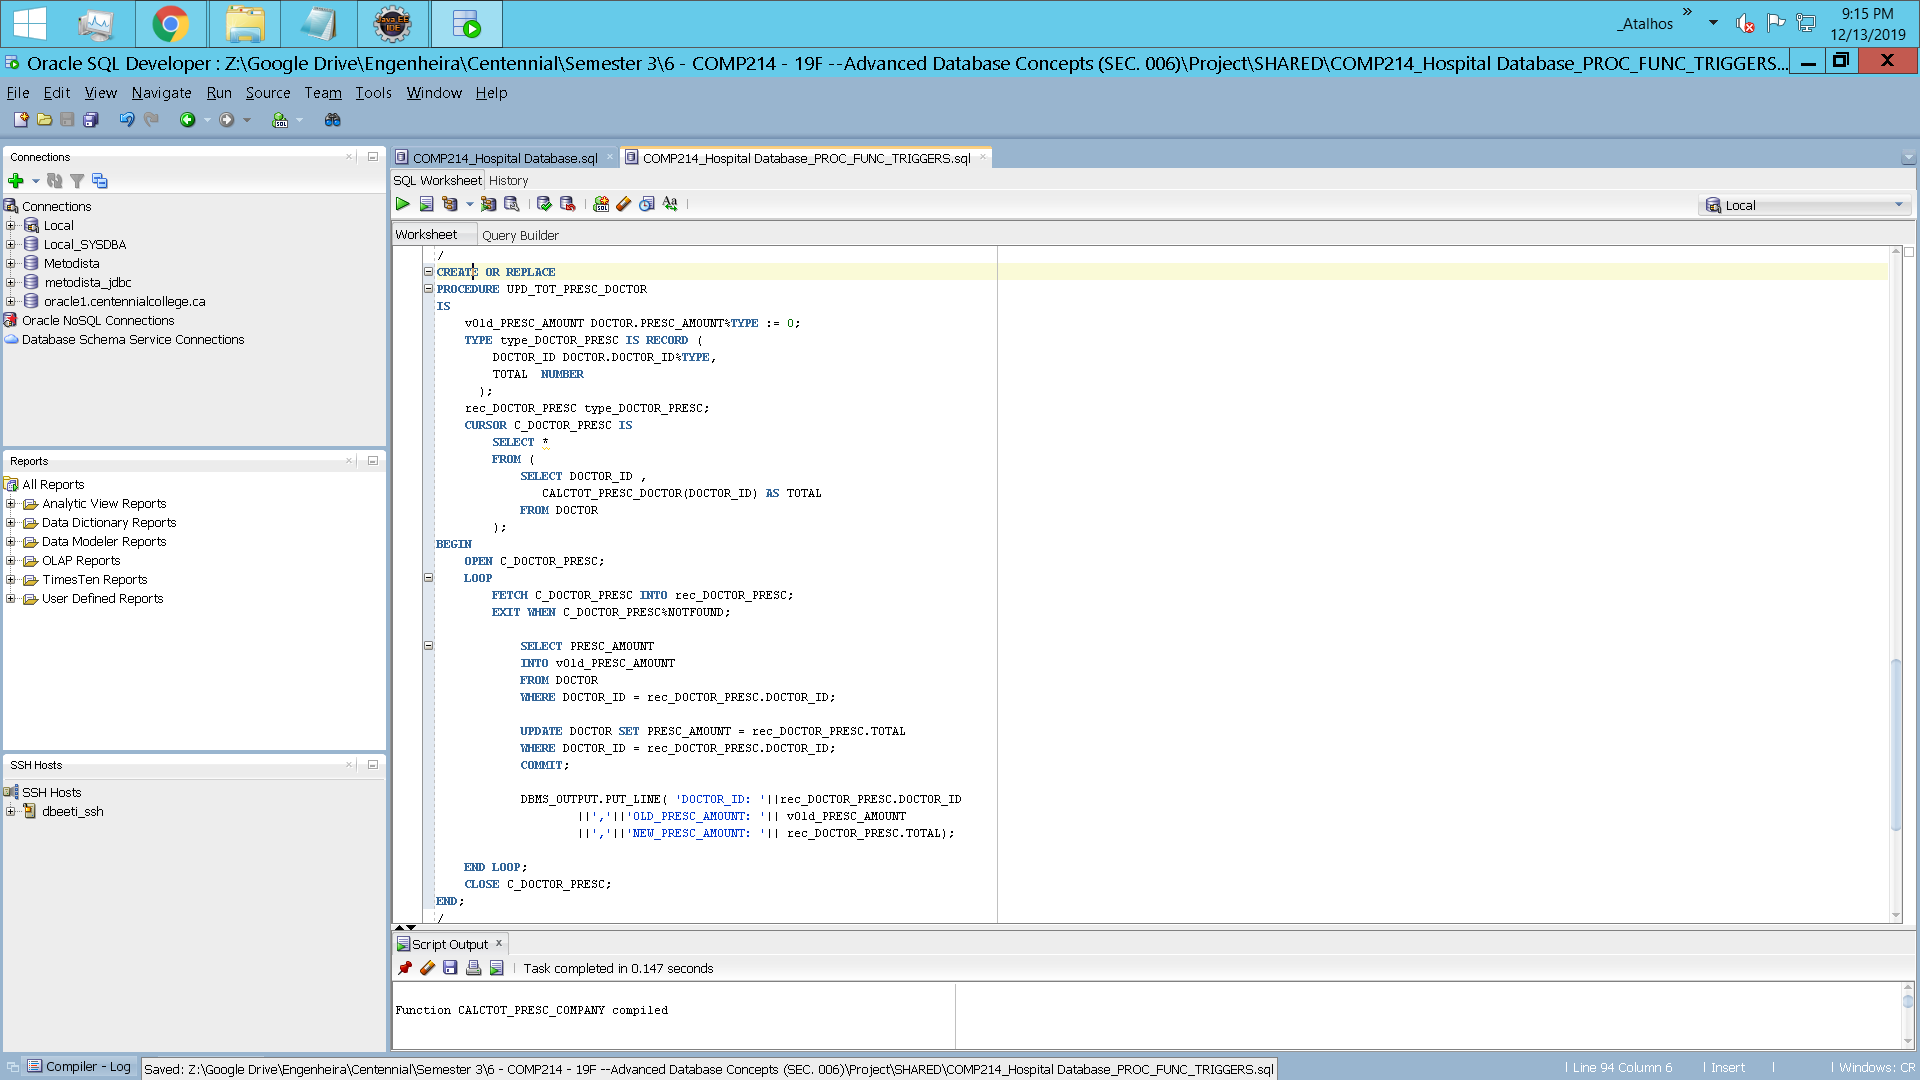 _Atalhos
»
9:15 PM
12/13/2019
Oracle SQL Developer : Z:\Google Drive\Engenheira\Centennial\Semester 3\6 - COMP214 - 19F --Advanced Database Concepts (SEC. 006)\Project\SHARED\COMP214_Hospital Database_PROC_FUNC_TRIGGERS...
File Edit View Navigate Run Source Team Tools Window Help
Connections
Connections
Local
Local_SYSDBA
Metodista
metodista_jdbc
oracle1.centennialcollege.ca
Oracle NoSQL Connections
Database Schema Service Connections
Reports
All Reports
Analytic View Reports
Data Dictionary Reports
Data Modeler Reports
OLAP Reports
TimesTen Reports
User Defined Reports
SSH Hosts
SSH Hosts
dbeeti_ssh
COMP214_Hospital Database.sql
COMP214_Hospital Database_PROC_FUNC_TRIGGERS.sql
SQL Worksheet History
Local
Worksheet Query Builder
/
CREATE OR REPLACE
PROCEDURE UPD_TOT_PRESC_DOCTOR
IS
vOld_PRESC_AMOUNT DOCTOR.PRESC_AMOUNT%TYPE := 0;
TYPE type_DOCTOR_PRESC IS RECORD (
DOCTOR_ID DOCTOR.DOCTOR_ID%TYPE,
TOTAL NUMBER
);
rec_DOCTOR_PRESC type_DOCTOR_PRESC;
CURSOR C_DOCTOR_PRESC IS
SELECT *
FROM (
SELECT DOCTOR_ID ,
CALCTOT_PRESC_DOCTOR(DOCTOR_ID) AS TOTAL
FROM DOCTOR
);
BEGIN
OPEN C_DOCTOR_PRESC;
LOOP
FETCH C_DOCTOR_PRESC INTO rec_DOCTOR_PRESC;
EXIT WHEN C_DOCTOR_PRESC%NOTFOUND;
SELECT PRESC_AMOUNT
INTO vOld_PRESC_AMOUNT
FROM DOCTOR
WHERE DOCTOR_ID = rec_DOCTOR_PRESC.DOCTOR_ID;
UPDATE DOCTOR SET PRESC_AMOUNT = rec_DOCTOR_PRESC.TOTAL
WHERE DOCTOR_ID = rec_DOCTOR_PRESC.DOCTOR_ID;
COMMIT;
DBMS_OUTPUT.PUT_LINE( 'DOCTOR_ID: '||rec_DOCTOR_PRESC.DOCTOR_ID
||','||'OLD_PRESC_AMOUNT: '|| vOld_PRESC_AMOUNT
||','||'NEW_PRESC_AMOUNT: '|| rec_DOCTOR_PRESC.TOTAL);
END LOOP;
CLOSE C_DOCTOR_PRESC;
END;
/
Script Output
Task completed in 0.147 seconds
Function CALCTOT_PRESC_COMPANY compiled
Compiler - Log
Saved: Z:\Google Drive\Engenheira\Centennial\Semester 3\6 - COMP214 - 19F --Advanced Database Concepts (SEC. 006)\Project\SHARED\COMP214_Hospital Database_PROC_FUNC_TRIGGERS.sql
Line 94 Column 6
Insert
Windows: CR